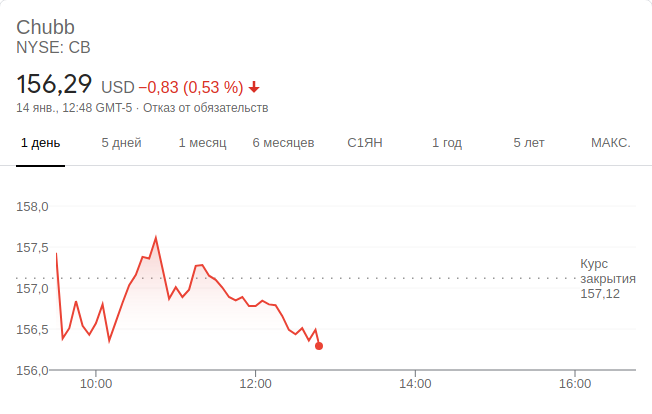 Chubb
NYSE: CB
156,29 USD −0,83 (0,53 %)
14 янв., 12:48 GMT-5 · Отказ от обязательств
1 день 5 дней 1 месяц 6 месяцев С1ЯН 1 год 5 лет МАКС.
158,0
157,5
Курс
закрытия
157,12
157,0
156,5
156,0
10:00 12:00 14:00 16:00